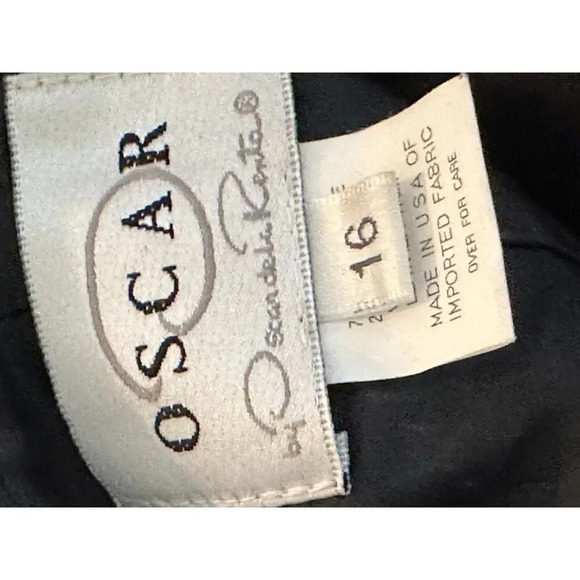 OSCAR
by Oscar de la Renta®
16
MADE IN USA OF
IMPORTED FABRIC
OVER FOR CARE